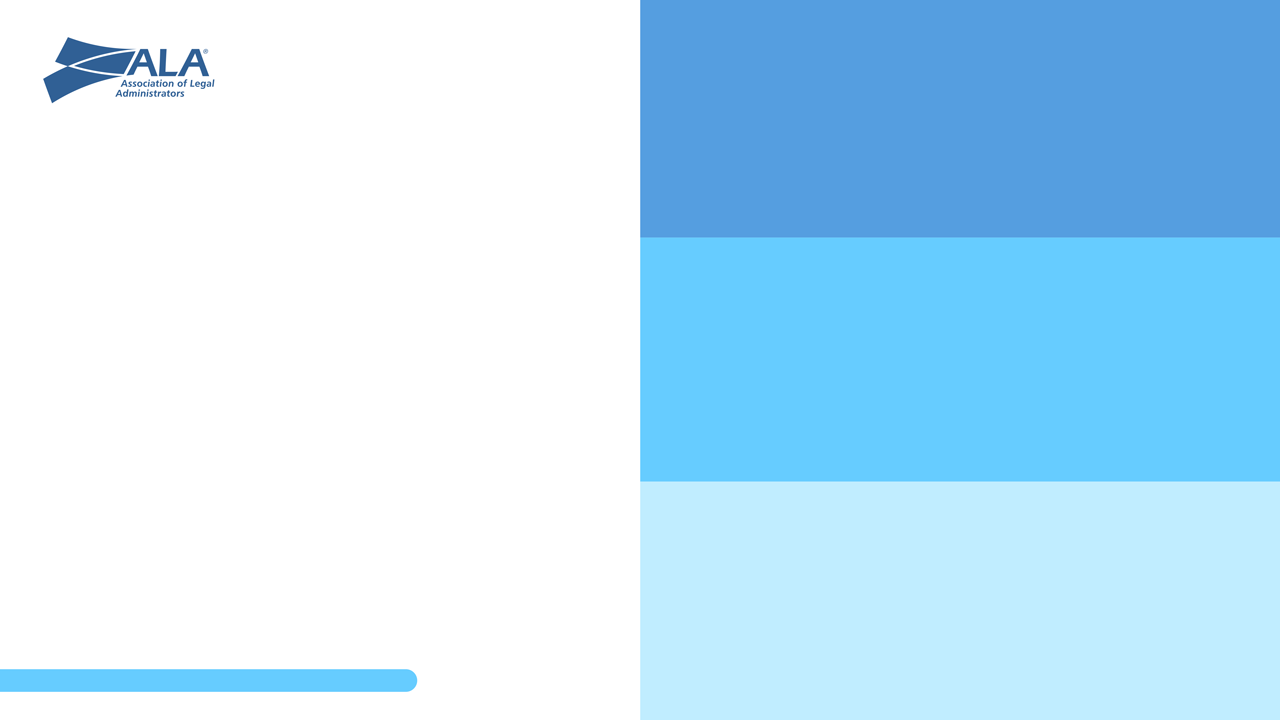 ALA®
Association of Legal
Administrators